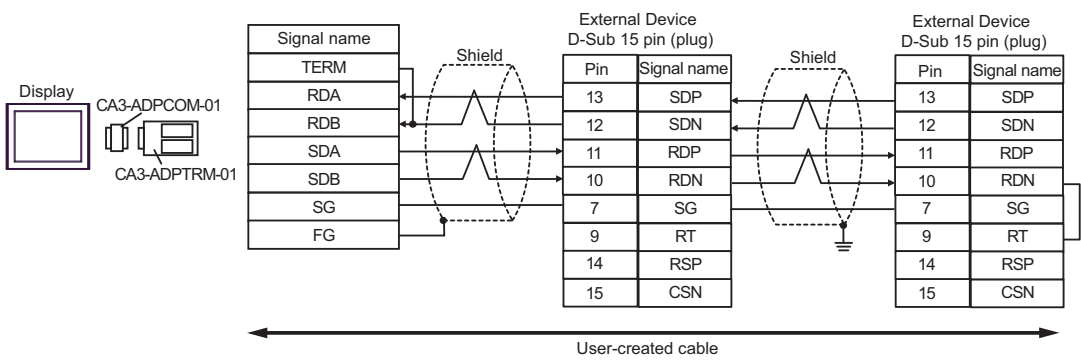 Display
CA3-ADPCOM-01
CA3-ADPTRM-01
Signal name
TERM
RDA
RDB
SDA
SDB
SG
FG
Shield
External Device
D-Sub 15 pin (plug)
Pin Signal name
13 SDP
12 SDN
11 RDP
10 RDN
7 SG
9 RT
14 RSP
15 CSN
Shield
External Device
D-Sub 15 pin (plug)
Pin Signal name
13 SDP
12 SDN
11 RDP
10 RDN
7 SG
9 RT
14 RSP
15 CSN
User-created cable